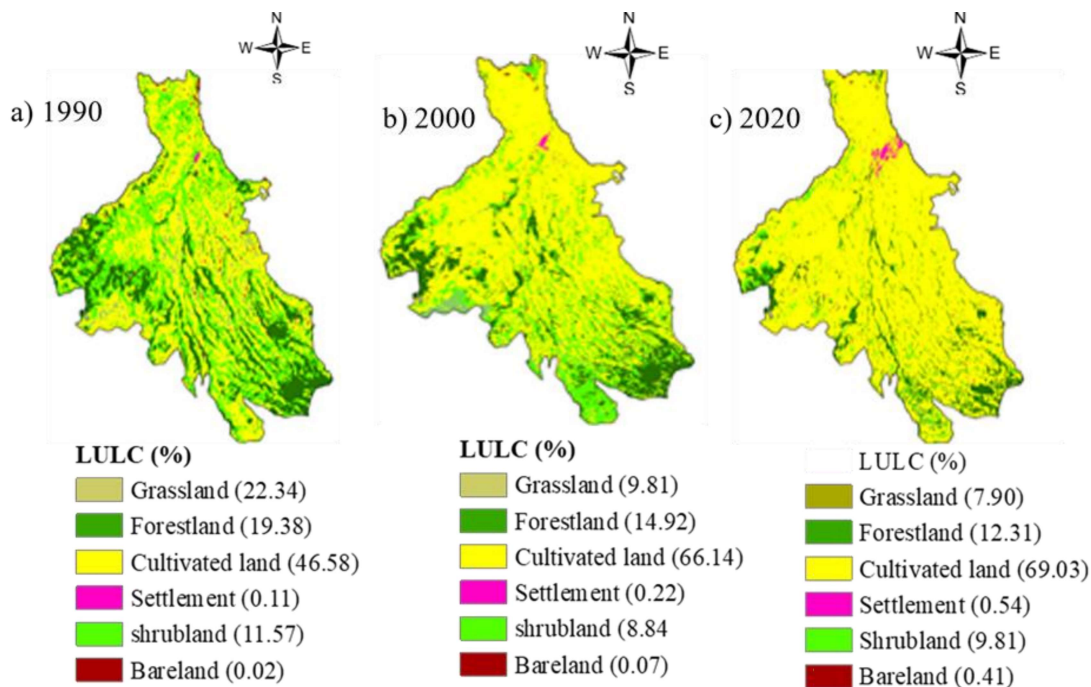 N
W E
S
a) 1990
LULC (%)
Grassland (22.34)
Forestland (19.38)
Cultivated land (46.58)
Settlement (0.11)
shrubland (11.57)
Bareland (0.02)
N
W E
S
b) 2000
LULC (%)
Grassland (9.81)
Forestland (14.92)
Cultivated land (66.14)
Settlement (0.22)
shrubland (8.84
Bareland (0.07)
N
W E
S
c) 2020
LULC (%)
Grassland (7.90)
Forestland (12.31)
Cultivated land (69.03)
Settlement (0.54)
Shrubland (9.81)
Bareland (0.41)